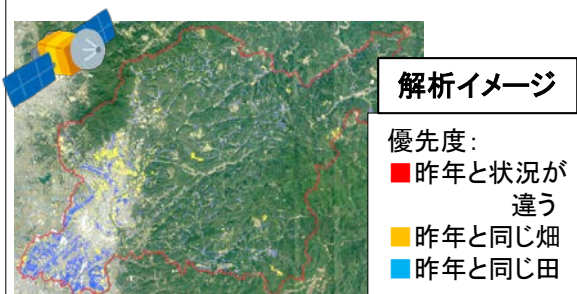 解析イメージ
優先度:
■昨年と状況が
違う
■昨年と同じ畑
■昨年と同じ田